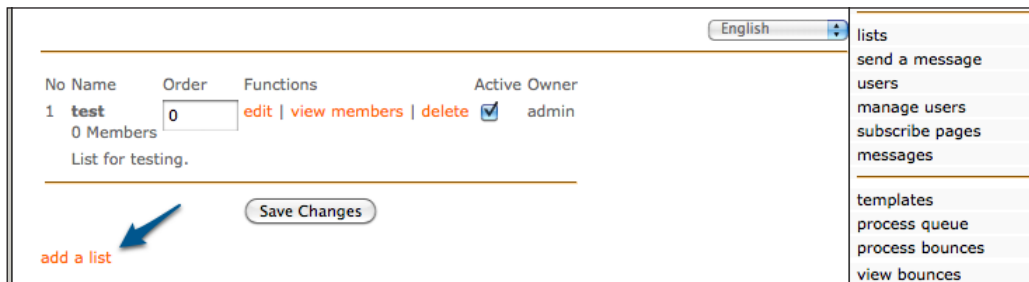 English
No Name Order Functions Active Owner
1 test 0 edit | view members | delete admin
0 Members
List for testing.
Save Changes
add a list
lists
send a message
users
manage users
subscribe pages
messages
templates
process queue
process bounces
view bounces